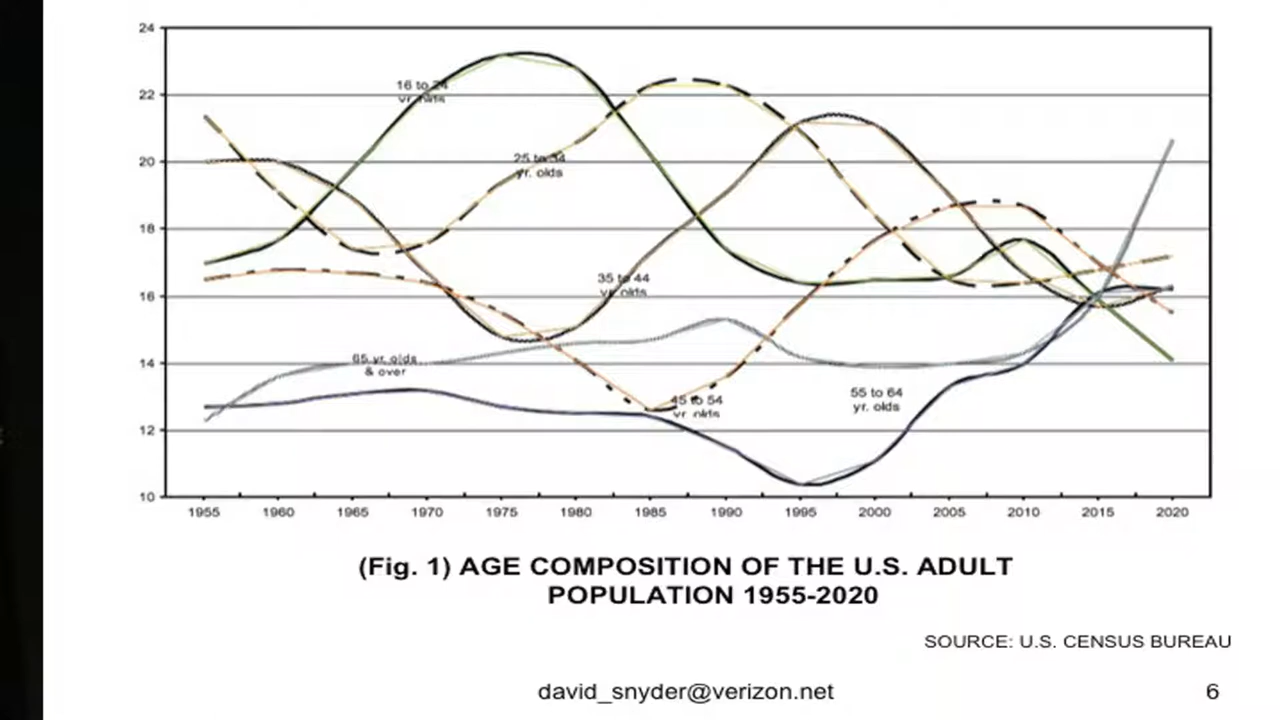 24
22
20
18
16
14
12
10
16 to 24
yr. olds
25 to 34
yr. olds
35 to 44
yr. olds
65 yr. olds
& over
45 to 54
yr. olds
55 to 64
yr. olds
1955 1960 1965 1970 1975 1980 1985 1990 1995 2000 2005 2010 2015 2020
(Fig. 1) AGE COMPOSITION OF THE U.S. ADULT
POPULATION 1955-2020
SOURCE: U.S. CENSUS BUREAU
david_snyder@verizon.net
6